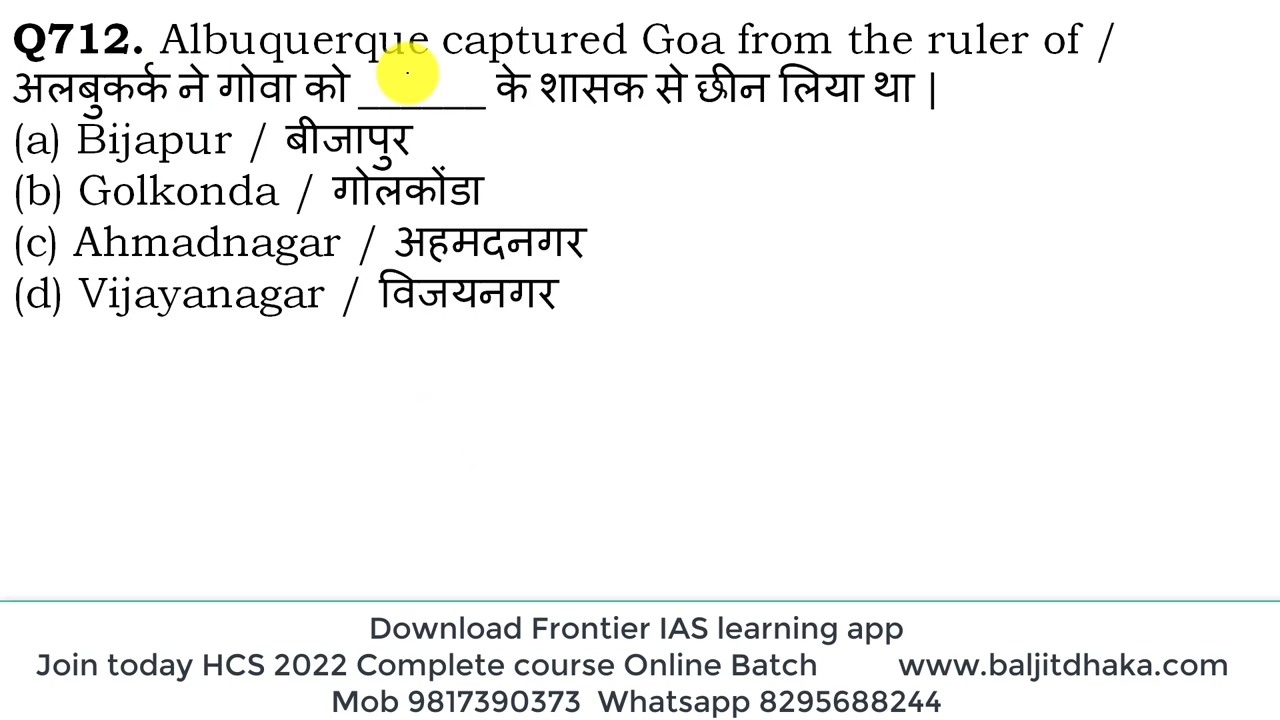 Q712. Albuquerque captured Goa from the ruler of /
अलबुकर्क ने गोवा को ______ के शासक से छीन लिया था |
(a) Bijapur / बीजापुर
(b) Golkonda / गोलकोंडा
(c) Ahmadnagar / अहमदनगर
(d) Vijayanagar / विजयनगर
Download Frontier IAS learning app
Join today HCS 2022 Complete course Online Batch www.baljitdhaka.com
Mob 9817390373 Whatsapp 8295688244